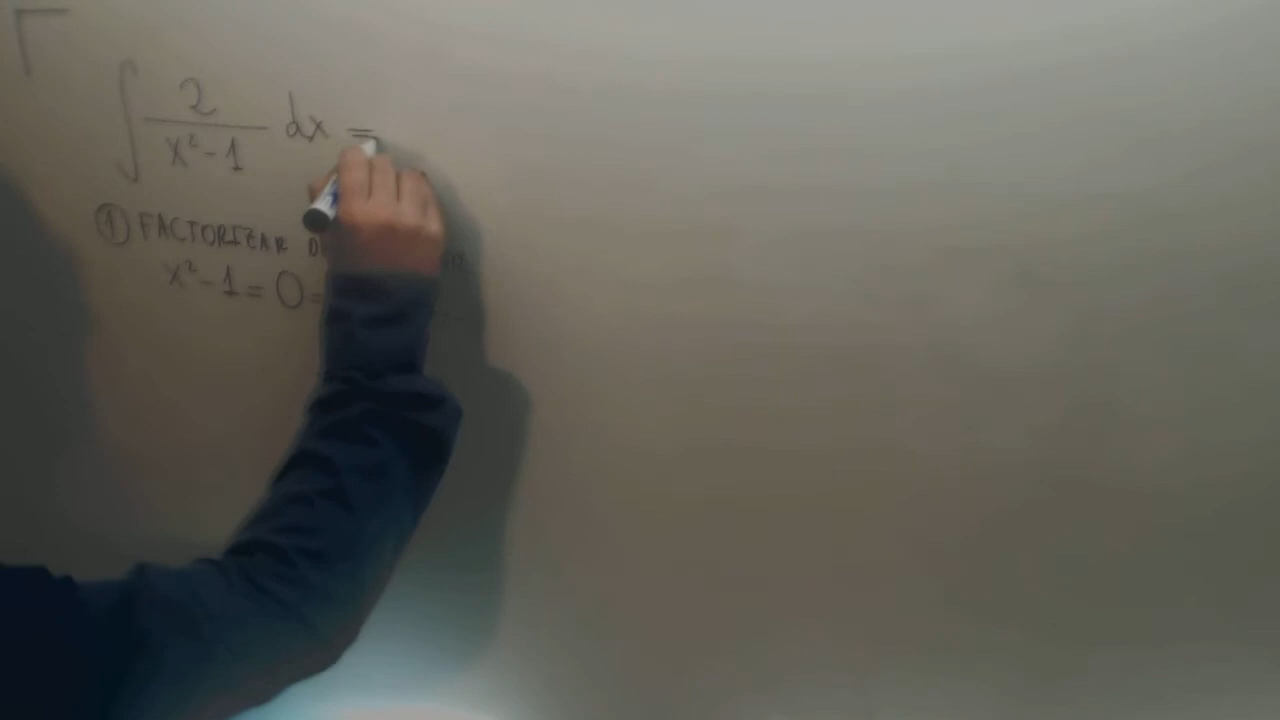 ∫ 2/(x²-1) dx =
① FACTORIZAR
x²-1=0=